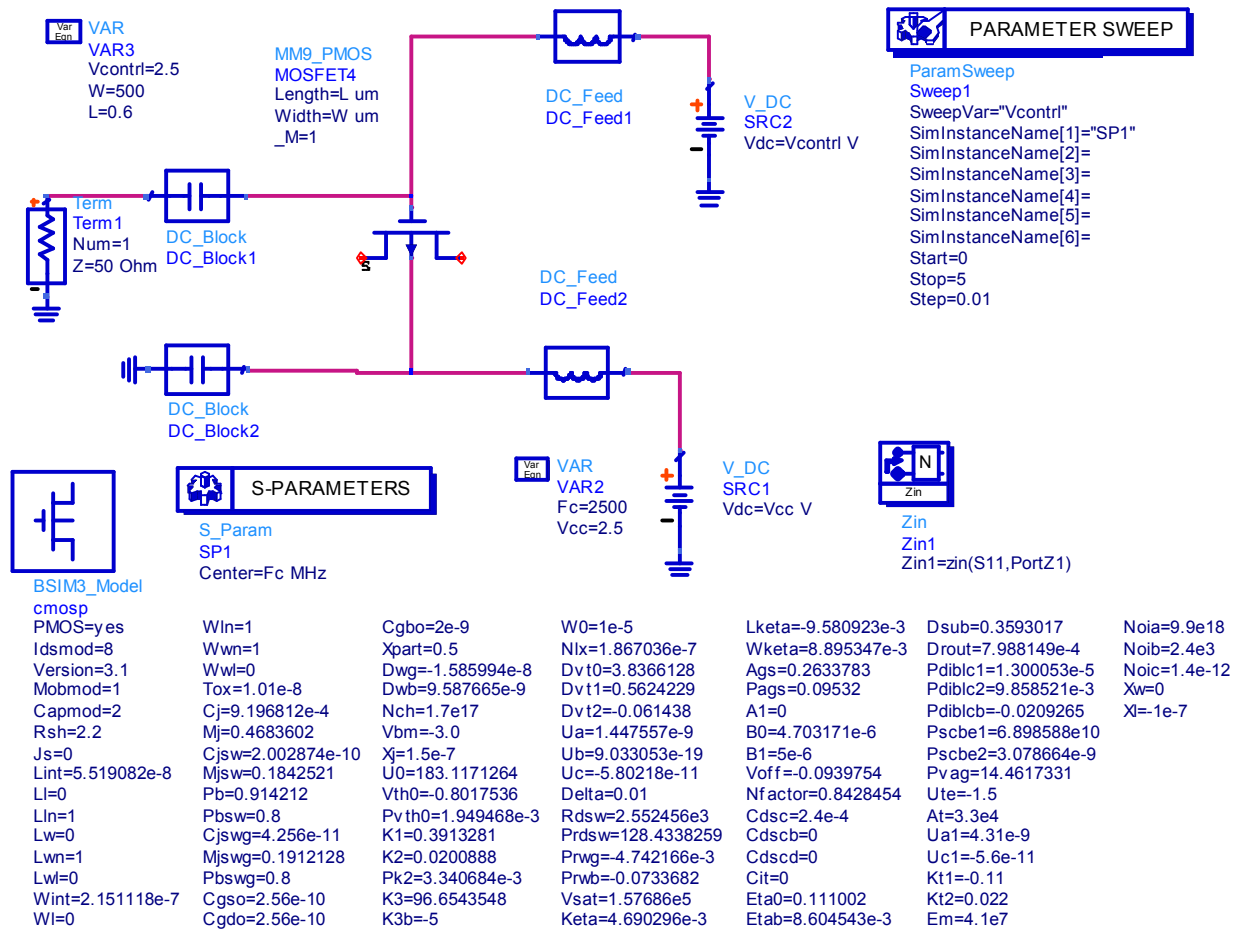 Var
Eqn
VAR
VAR3
Vcontrl=2.5
W=500
L=0.6
MM9_PMOS
MOSFET4
Length=L um
Width=W um
_M=1
DC_Feed
DC_Feed1
+
V_DC
SRC2
Vdc=Vcontrl V
-
PARAMETER SWEEP
ParamSweep
Sweep1
SweepVar="Vcontrl"
SimInstanceName[1]="SP1"
SimInstanceName[2]=
SimInstanceName[3]=
SimInstanceName[4]=
SimInstanceName[5]=
SimInstanceName[6]=
Start=0
Stop=5
Step=0.01
+
Term
Term1
Num=1
Z=50 Ohm
-
DC_Block
DC_Block1
S
DC_Feed
DC_Feed2
DC_Block
DC_Block2
BSIM3_Model
cmosp
S-PARAMETERS
S_Param
SP1
Center=Fc MHz
Var
Eqn
VAR
VAR2
Fc=2500
Vcc=2.5
+
V_DC
SRC1
Vdc=Vcc V
-
N
Zin
Zin
Zin1
Zin1=zin(S11,PortZ1)
PMOS=yes
Idsmod=8
Version=3.1
Mobmod=1
Capmod=2
Rsh=2.2
Js=0
Lint=5.519082e-8
Ll=0
Lln=1
Lw=0
Lwn=1
Lwl=0
Wint=2.151118e-7
Wl=0
Wln=1
Wwn=1
Wwl=0
Tox=1.01e-8
Cj=9.196812e-4
Mj=0.4683602
Cjsw=2.002874e-10
Mjsw=0.1842521
Pb=0.914212
Pbsw=0.8
Cjswg=4.256e-11
Mjswg=0.1912128
Pbswg=0.8
Cgso=2.56e-10
Cgdo=2.56e-10
Cgbo=2e-9
Xpart=0.5
Dwg=-1.585994e-8
Dwb=9.587665e-9
Nch=1.7e17
Vbm=-3.0
Xj=1.5e-7
U0=183.1171264
Vth0=-0.8017536
Pvth0=1.949468e-3
K1=0.3913281
K2=0.0200888
Pk2=3.340684e-3
K3=96.6543548
K3b=-5
W0=1e-5
Nlx=1.867036e-7
Dvt0=3.8366128
Dvt1=0.5624229
Dvt2=-0.061438
Ua=1.447557e-9
Ub=9.033053e-19
Uc=-5.80218e-11
Delta=0.01
Rdsw=2.552456e3
Prdsw=128.4338259
Prwg=-4.742166e-3
Prwb=-0.0733682
Vsat=1.57686e5
Keta=4.690296e-3
Lketa=-9.580923e-3
Wketa=8.895347e-3
Ags=0.2633783
Pags=0.09532
A1=0
B0=4.703171e-6
B1=5e-6
Voff=-0.0939754
Nfactor=0.8428454
Cdsc=2.4e-4
Cdscb=0
Cdscd=0
Cit=0
Eta0=0.111002
Etab=8.604543e-3
Dsub=0.3593017
Drout=7.988149e-4
Pdiblc1=1.300053e-5
Pdiblc2=9.858521e-3
Pdiblcb=-0.0209265
Pscbe1=6.898588e10
Pscbe2=3.078664e-9
Pvag=14.4617331
Ute=-1.5
At=3.3e4
Ua1=4.31e-9
Uc1=-5.6e-11
Kt1=-0.11
Kt2=0.022
Em=4.1e7
Noia=9.9e18
Noib=2.4e3
Noic=1.4e-12
Xw=0
Xl=-1e-7